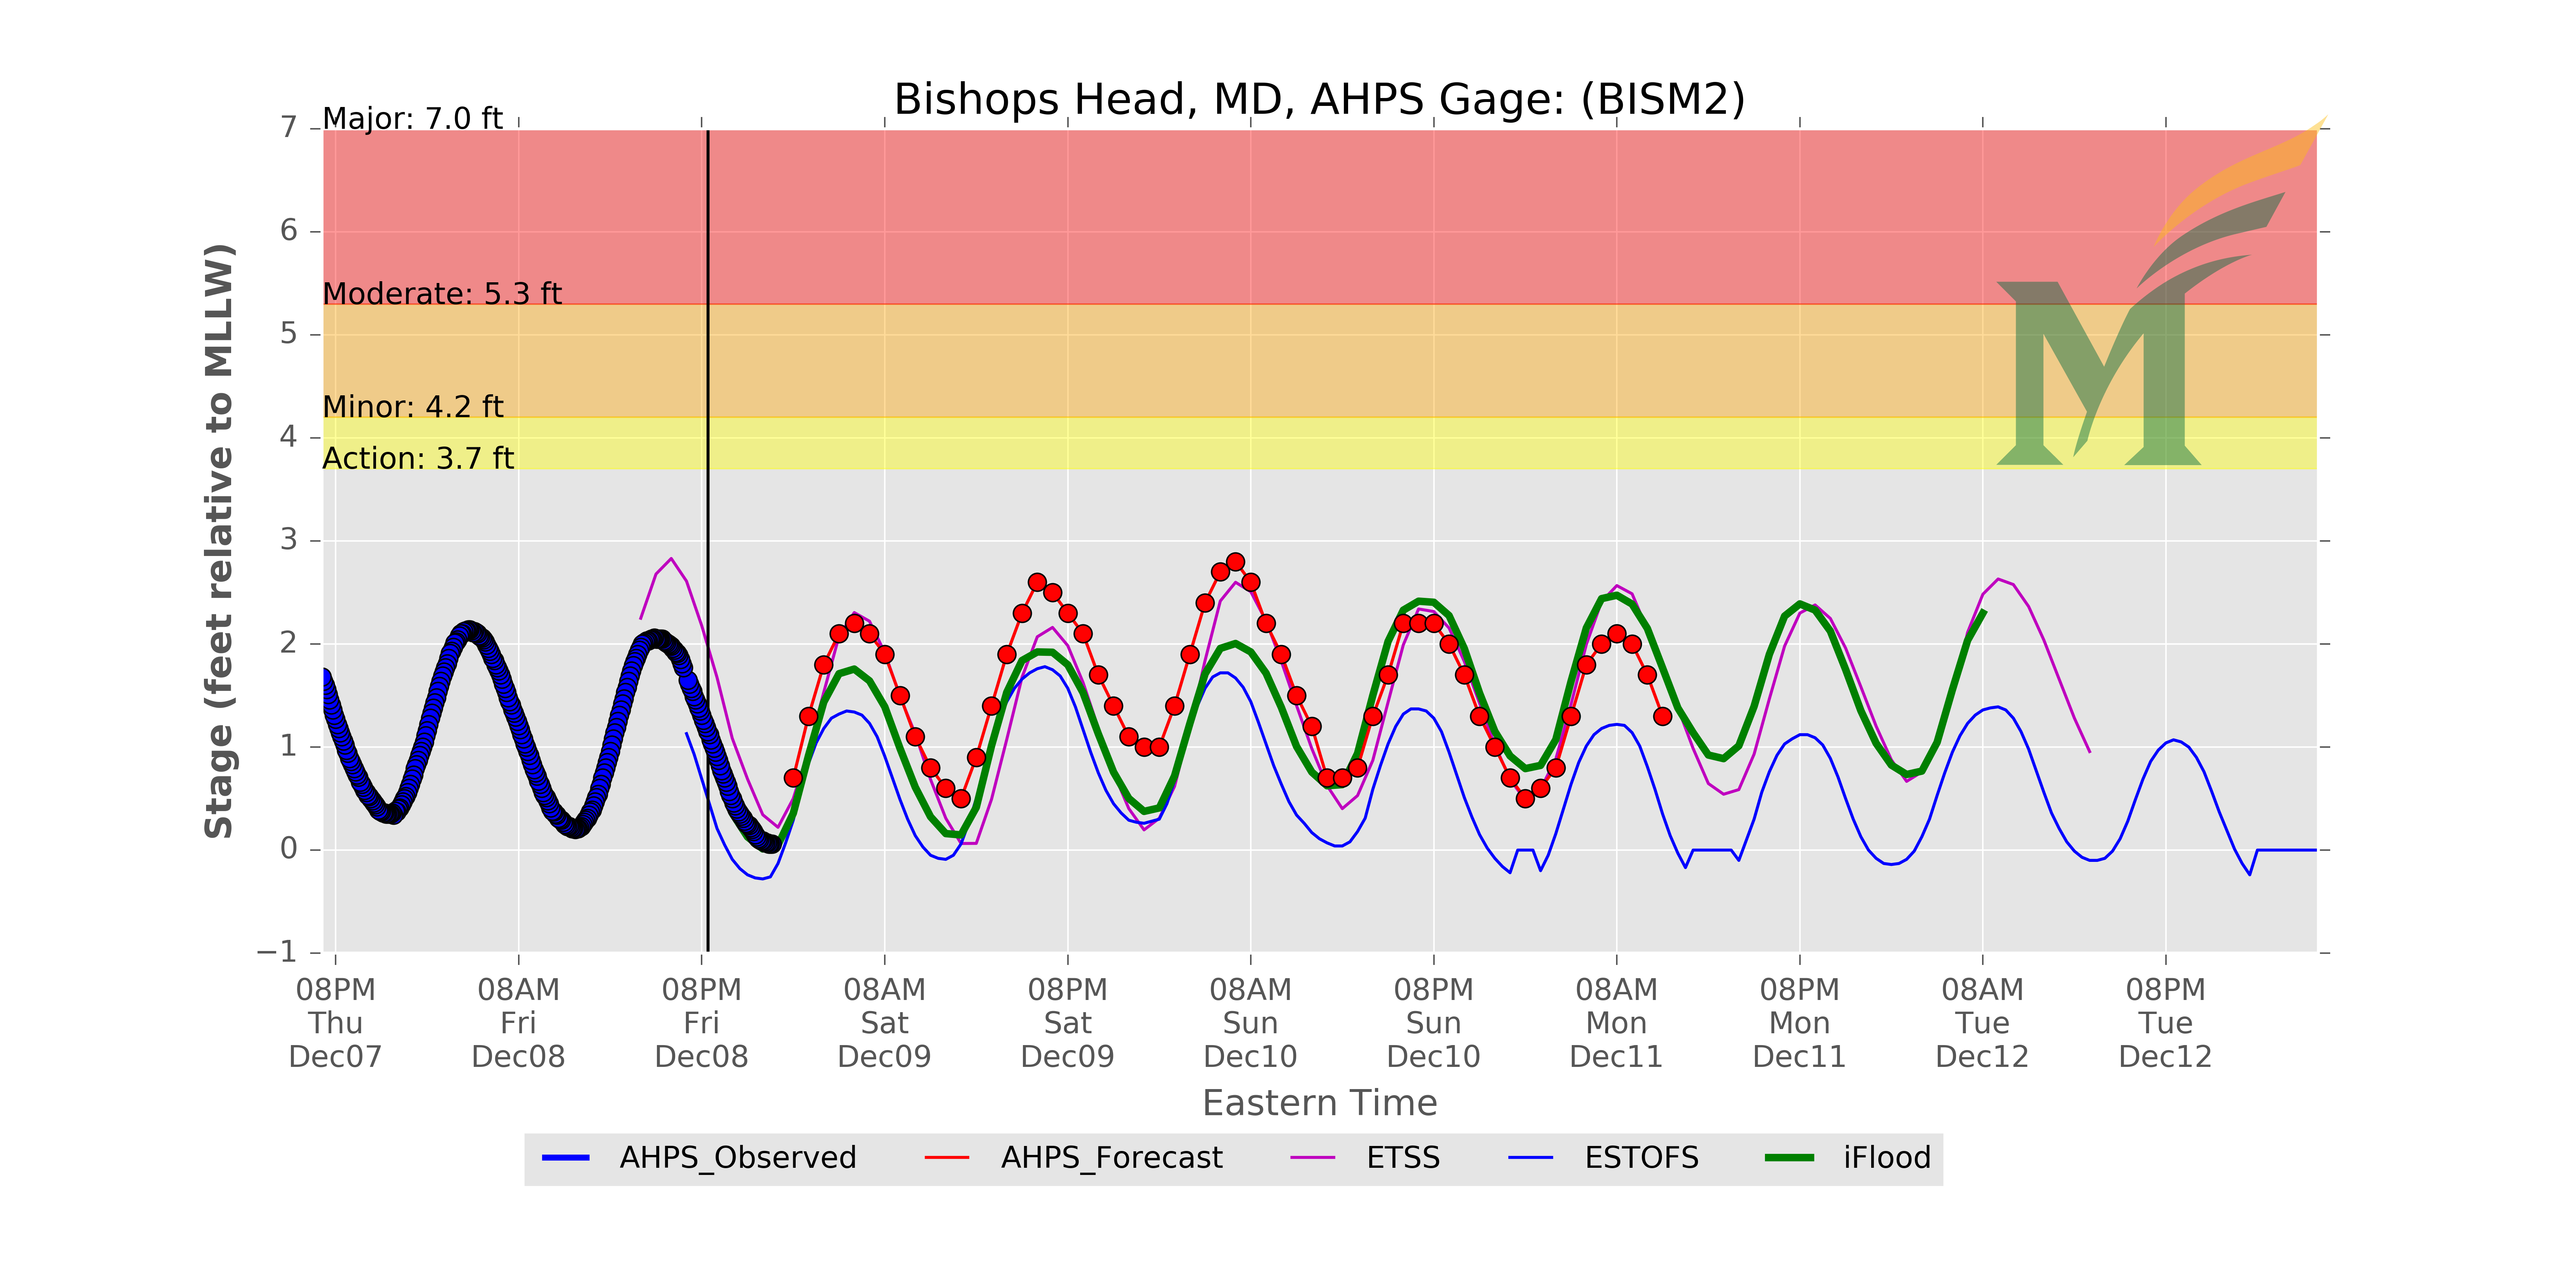 Bishops Head, MD, AHPS Gage: (BISM2)
Major: 7.0 ft
Moderate: 5.3 ft
Minor: 4.2 ft
Action: 3.7 ft
Stage (feet relative to MLLW)
7
6
5
4
3
2
1
0
−1
08PM
Thu
Dec07
08AM
Fri
Dec08
08PM
Fri
Dec08
08AM
Sat
Dec09
08PM
Sat
Dec09
08AM
Sun
Dec10
08PM
Sun
Dec10
08AM
Mon
Dec11
08PM
Mon
Dec11
08AM
Tue
Dec12
08PM
Tue
Dec12
Eastern Time
AHPS_Observed
AHPS_Forecast
ETSS
ESTOFS
iFlood
M